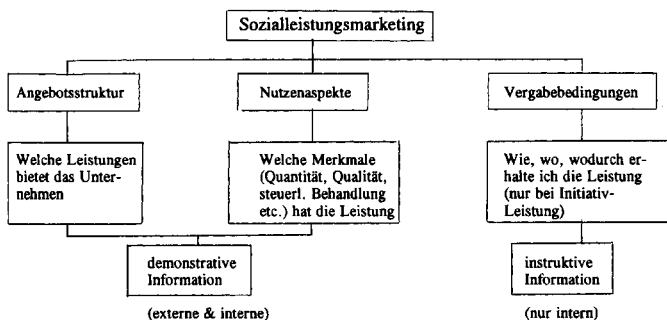 Sozialleistungsmarketing
Angebotsstruktur
Nutzenaspekte
Vergabebedingungen
Welche Leistungen
bietet das Unter-
nehmen
Welche Merkmale
(Quantität, Qualität,
steuerl. Behandlung
etc.) hat die Leistung
Wie, wo, wodurch er-
halte ich die Leistung
(nur bei Initiativ-
Leistung)
demonstrative
Information
instruktive
Information
(externe & interne)
(nur intern)